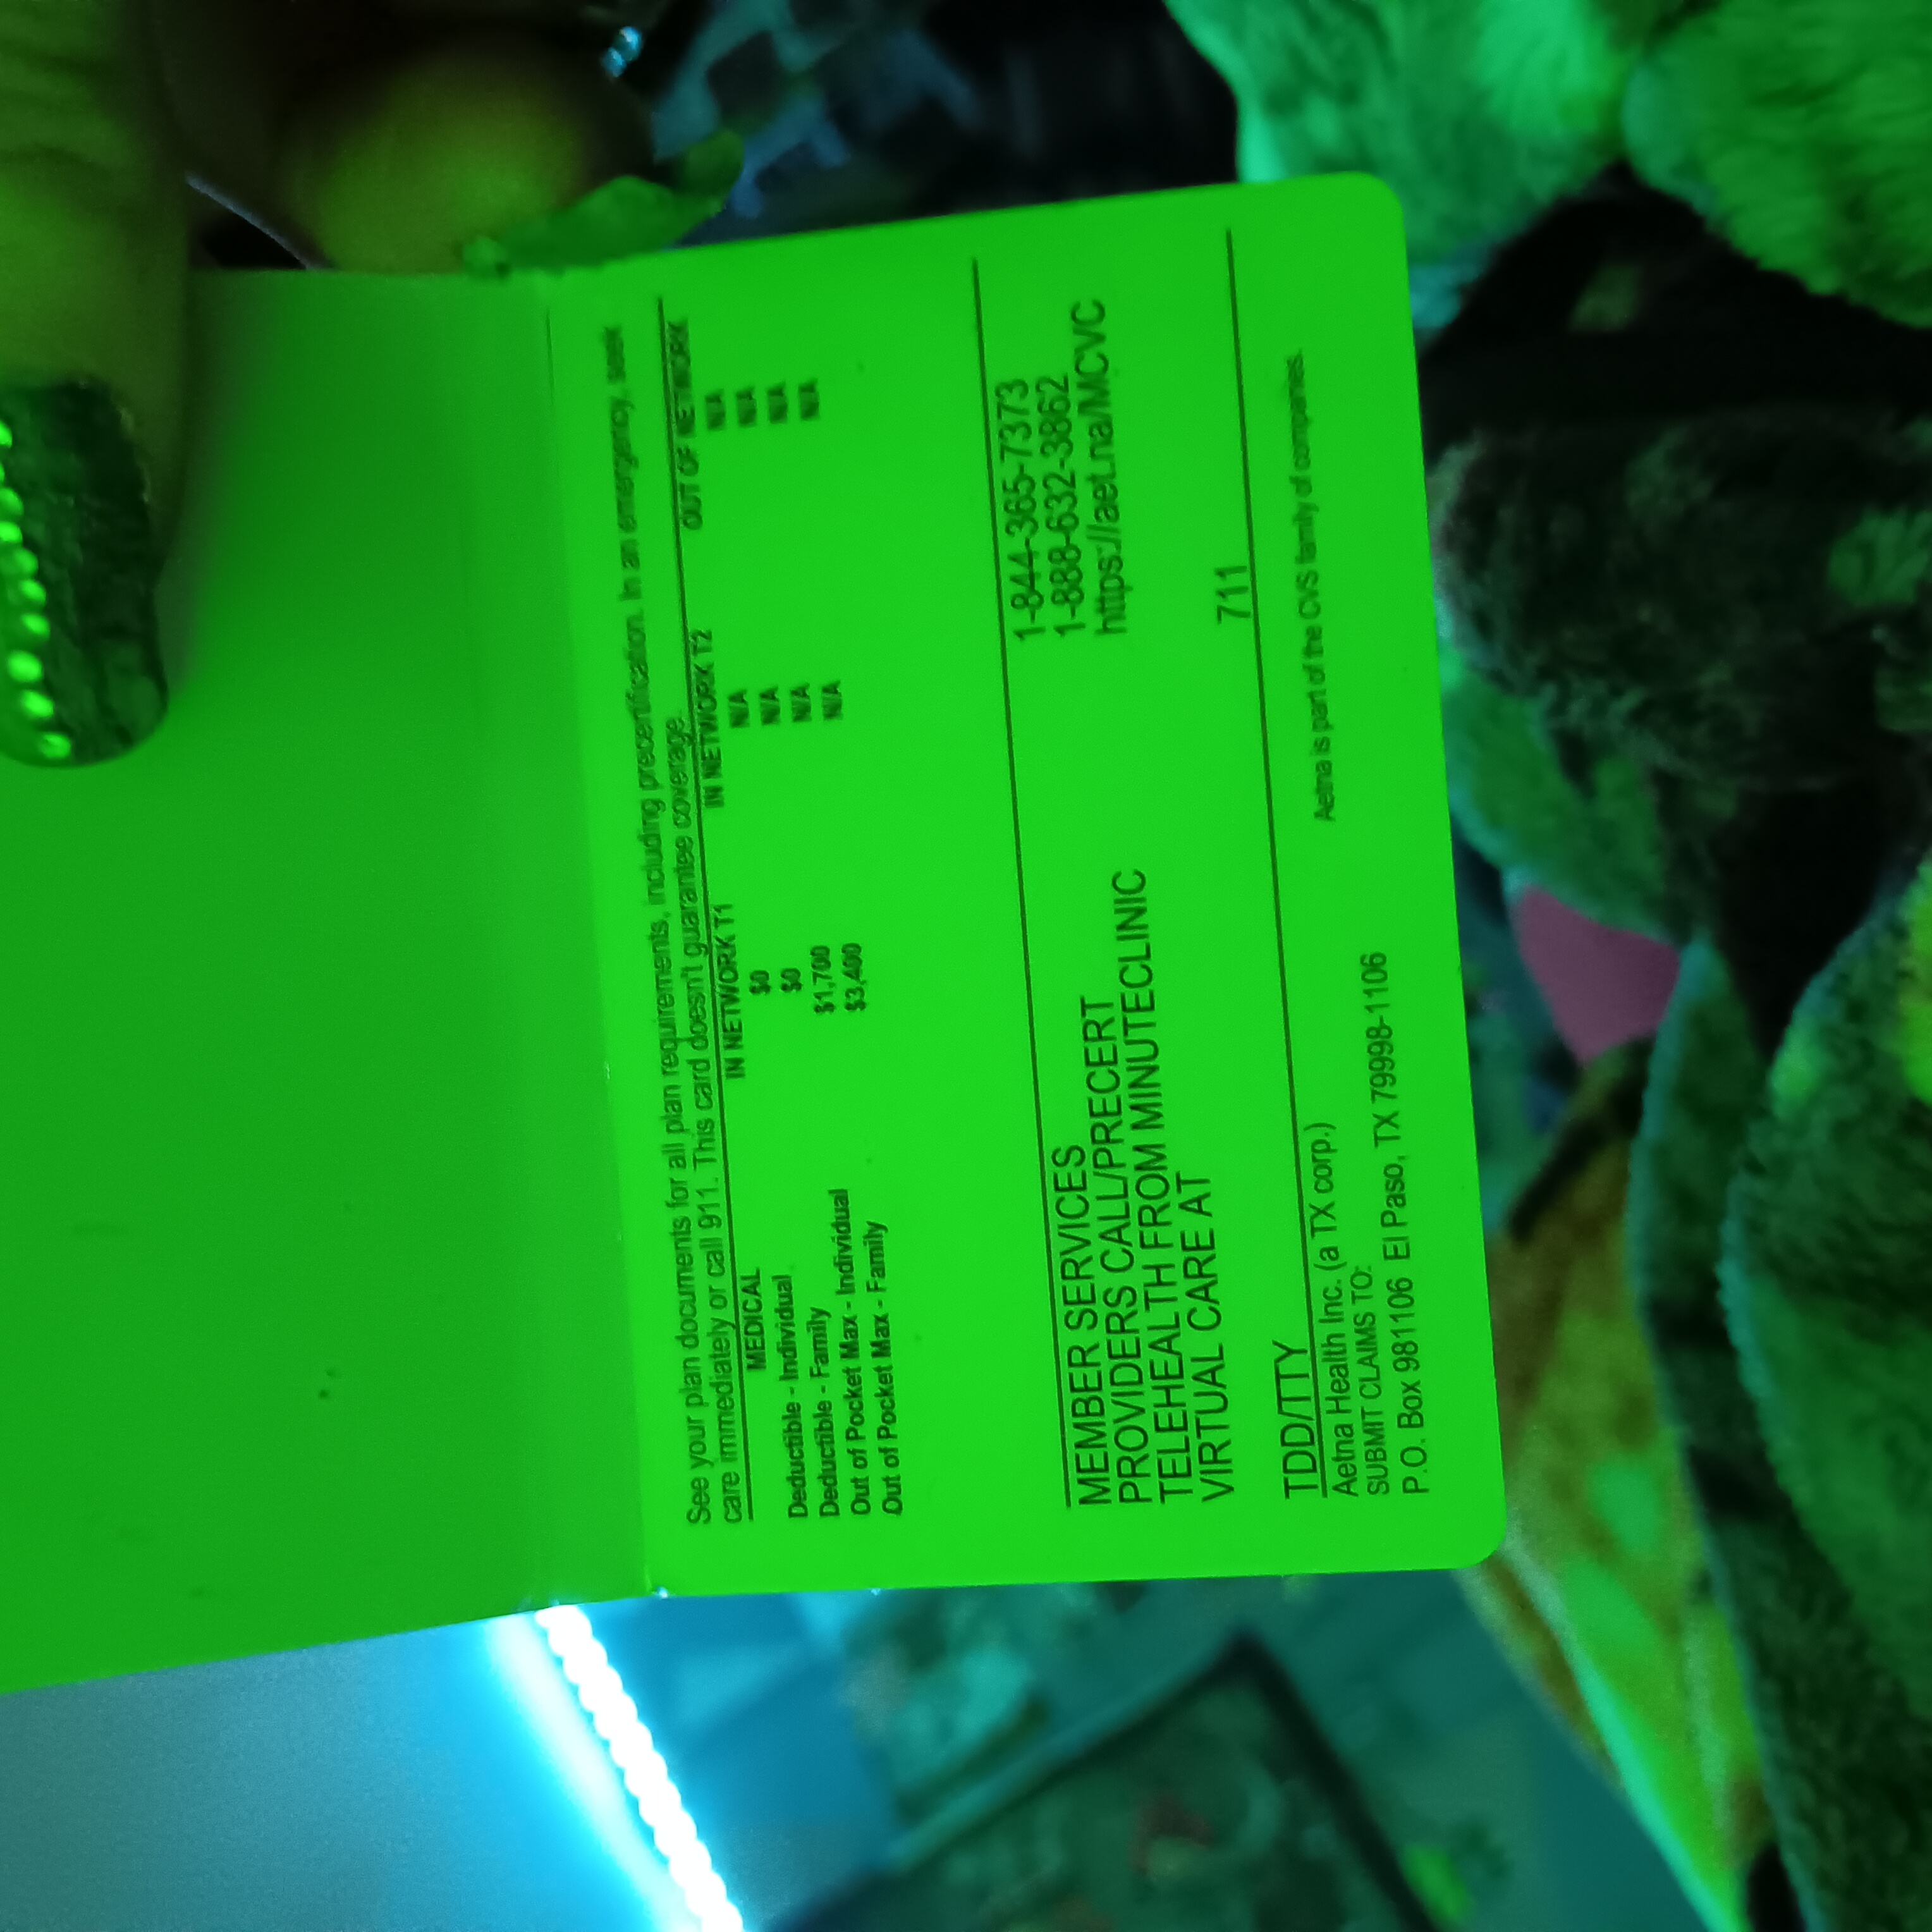 See your plan documents for all plan requirements, including precertification. In an emergency, seek
care immediately or call 911. This card doesn't guarantee coverage.
MEDICAL IN NETWORK T1 IN NETWORK T2 OUT OF NETWORK
Deductible - Individual $0 N/A N/A
Deductible - Family $0 N/A N/A
Out of Pocket Max - Individual $1,700 N/A N/A
Out of Pocket Max - Family $3,400 N/A N/A
MEMBER SERVICES 1-844-365-7373
PROVIDERS CALL/PRECERT 1-888-632-3862
TELEHEALTH FROM MINUTECLINIC https://aet.na/MCVC
VIRTUAL CARE AT
TDD/TTY 711
Aetna Health Inc. (a TX corp.)
SUBMIT CLAIMS TO: Aetna is part of the CVS family of companies.
P.O. Box 981106 El Paso, TX 79998-1106